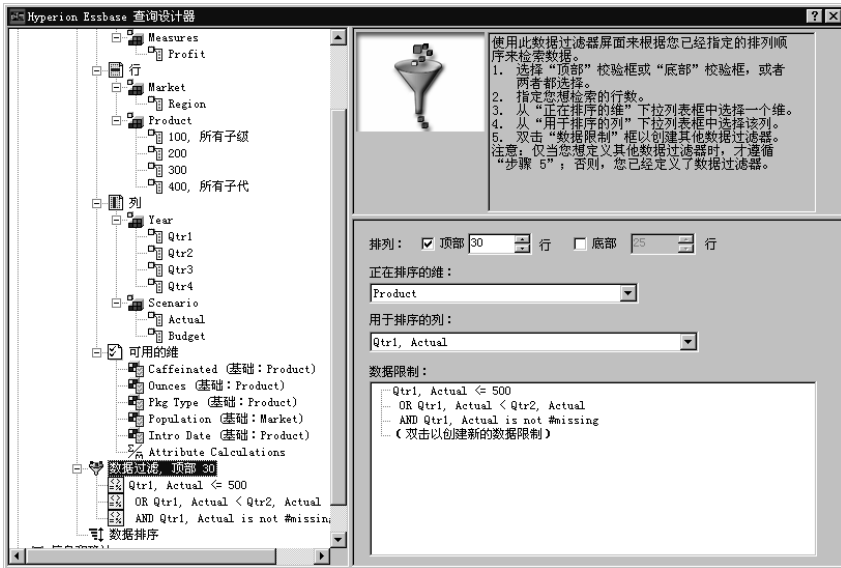 Hyperion Essbase 查询设计器
Measures
Profit
行
Market
Region
Product
100, 所有子级
200
300
400, 所有子代
列
Year
Qtr1
Qtr2
Qtr3
Qtr4
Scenario
Actual
Budget
可用的维
Caffeinated (基础：Product)
Ounces (基础：Product)
Pkg Type (基础：Product)
Population (基础：Market)
Intro Date (基础：Product)
Attribute Calculations
数据过滤, 顶部 30
Qtr1, Actual <= 500
OR Qtr1, Actual < Qtr2, Actual
AND Qtr1, Actual is not #missin
数据排序
使用此数据过滤器屏幕来根据您已经指定的排列顺
序来检索数据。
1. 选择“顶部”校验框或“底部”校验框，或者
两者都选择。
2. 指定您想检索的行数。
3. 从“正在排序的维”下拉列表框中选择一个维。
4. 从“用于排序的列”下拉列表框中选择该列。
5. 双击“数据限制”框以创建其他数据过滤器。
注意：仅当您想定义其他数据过滤器时，才遵循
“步骤 5”；否则，您已经定义了数据过滤器。
排列： 顶部 30 行 底部 25 行
正在排序的维：
Product
用于排序的列：
Qtr1, Actual
数据限制：
Qtr1, Actual <= 500
OR Qtr1, Actual < Qtr2, Actual
AND Qtr1, Actual is not #missing
(双击以创建新的数据限制)